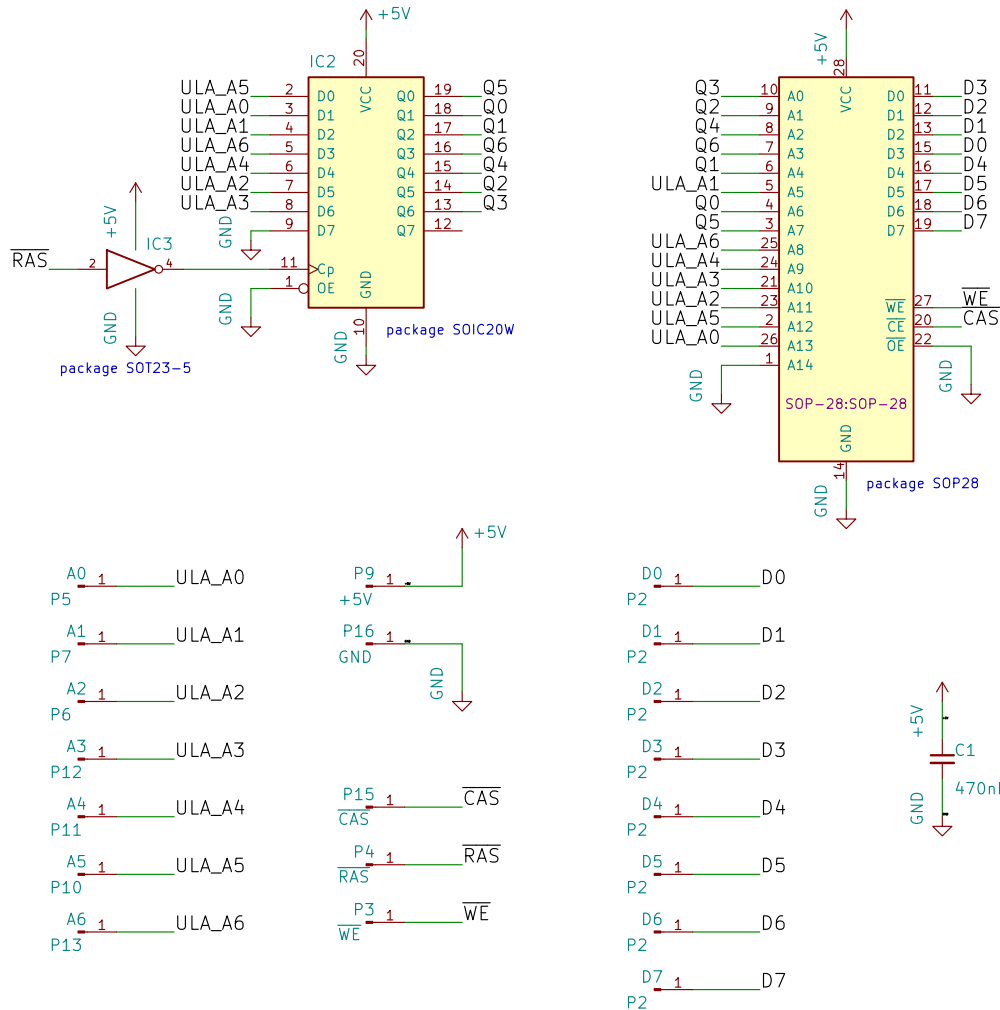 +5V
IC2
20
VCC
ULA_A5 2 D0 Q0 19 Q5
ULA_A0 3 D1 Q1 18 Q0
ULA_A1 4 D2 Q2 17 Q1
ULA_A6 5 D3 Q3 16 Q6
ULA_A4 6 D4 Q4 15 Q4
ULA_A2 7 D5 Q5 14 Q2
ULA_A3 8 D6 Q6 13 Q3
GND 9 D7 Q7 12
+5V
IC3
RAS 2 4 11 Cp
GND 1 OE
GND
10
GND
GND
package SOIC20W
package SOT23-5
+5V
28
VCC
Q3 10 A0 D0 11 D3
Q2 9 A1 D1 12 D2
Q4 8 A2 D2 13 D1
Q6 7 A3 D3 15 D0
Q1 6 A4 D4 16 D4
ULA_A1 5 A5 D5 17 D5
Q0 4 A6 D6 18 D6
Q5 3 A7 D7 19 D7
ULA_A6 25 A8
ULA_A4 24 A9
ULA_A3 21 A10
ULA_A2 23 A11 WE 27 WE
ULA_A5 2 A12 CE 20 CAS
ULA_A0 26 A13 OE 22
1 A14
GND
GND
SOP-28:SOP-28
GND
14
GND
package SOP28
A0 1 ULA_A0
P5
A1 1 ULA_A1
P7
A2 1 ULA_A2
P6
A3 1 ULA_A3
P12
A4 1 ULA_A4
P11
A5 1 ULA_A5
P10
A6 1 ULA_A6
P13
+5V
P9 1
+5V
P16 1
GND
GND
P15 1 CAS
CAS
P4 1 RAS
RAS
P3 1 WE
WE
D0 1 D0
P2
D1 1 D1
P2
D2 1 D2
P2
D3 1 D3
P2
D4 1 D4
P2
D5 1 D5
P2
D6 1 D6
P2
D7 1 D7
P2
+5V
C1
GND